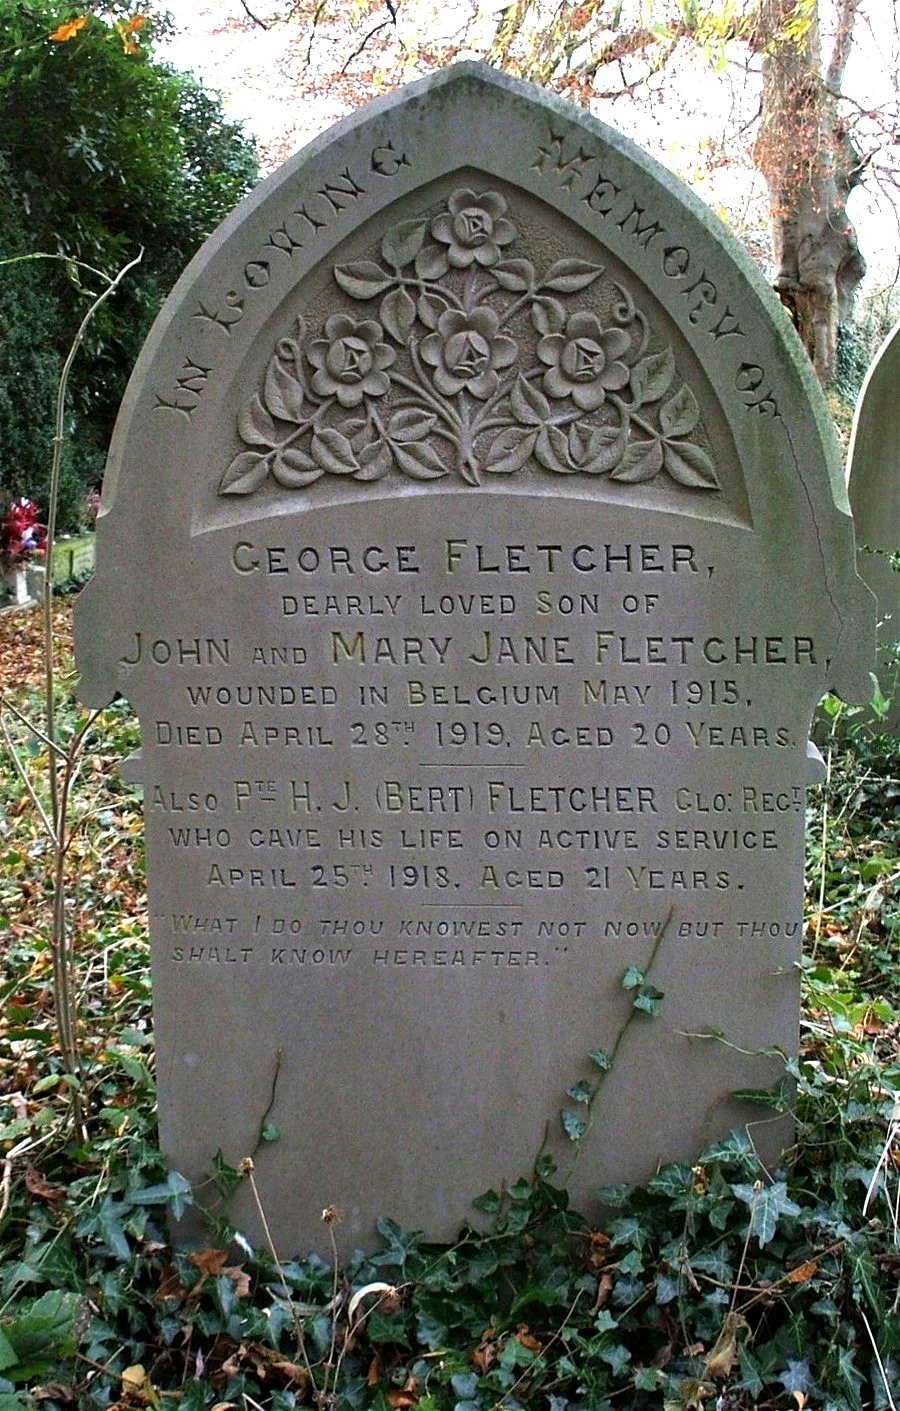 In Loving Memory of
George Fletcher,
dearly loved Son of
John and Mary Jane Fletcher,
wounded in Belgium May 1915,
Died April 28TH. 1919, Aged 20 Years.
Also PTE H. J. (Bert) Fletcher Glo: RegT.
who gave his life on active service
April 25TH. 1918, Aged 21 Years.
"What I do thou knowest not now but thou
shalt know hereafter."